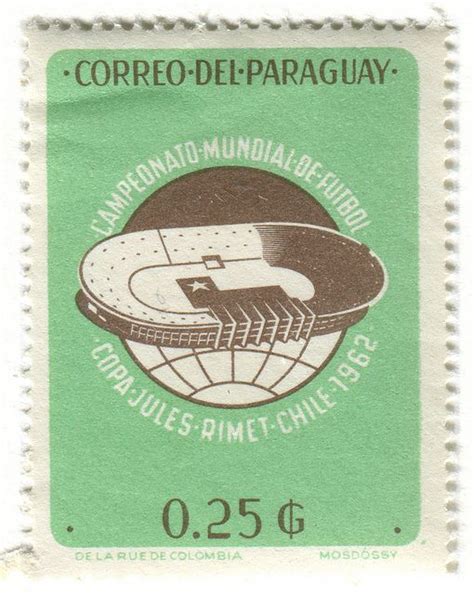 ·CORREO·DEL·PARAGUAY·
CAMPEONATO·MUNDIAL·DE·FUTBOL
COPA·JULES·RIMET·CHILE·1962
0.25 ₲
DE LA RUE DE COLOMBIA MOSDÓSSY